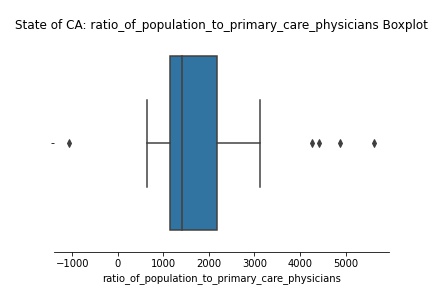 State of CA: ratio_of_population_to_primary_care_physicians Boxplot
−1000 0 1000 2000 3000 4000 5000
ratio_of_population_to_primary_care_physicians